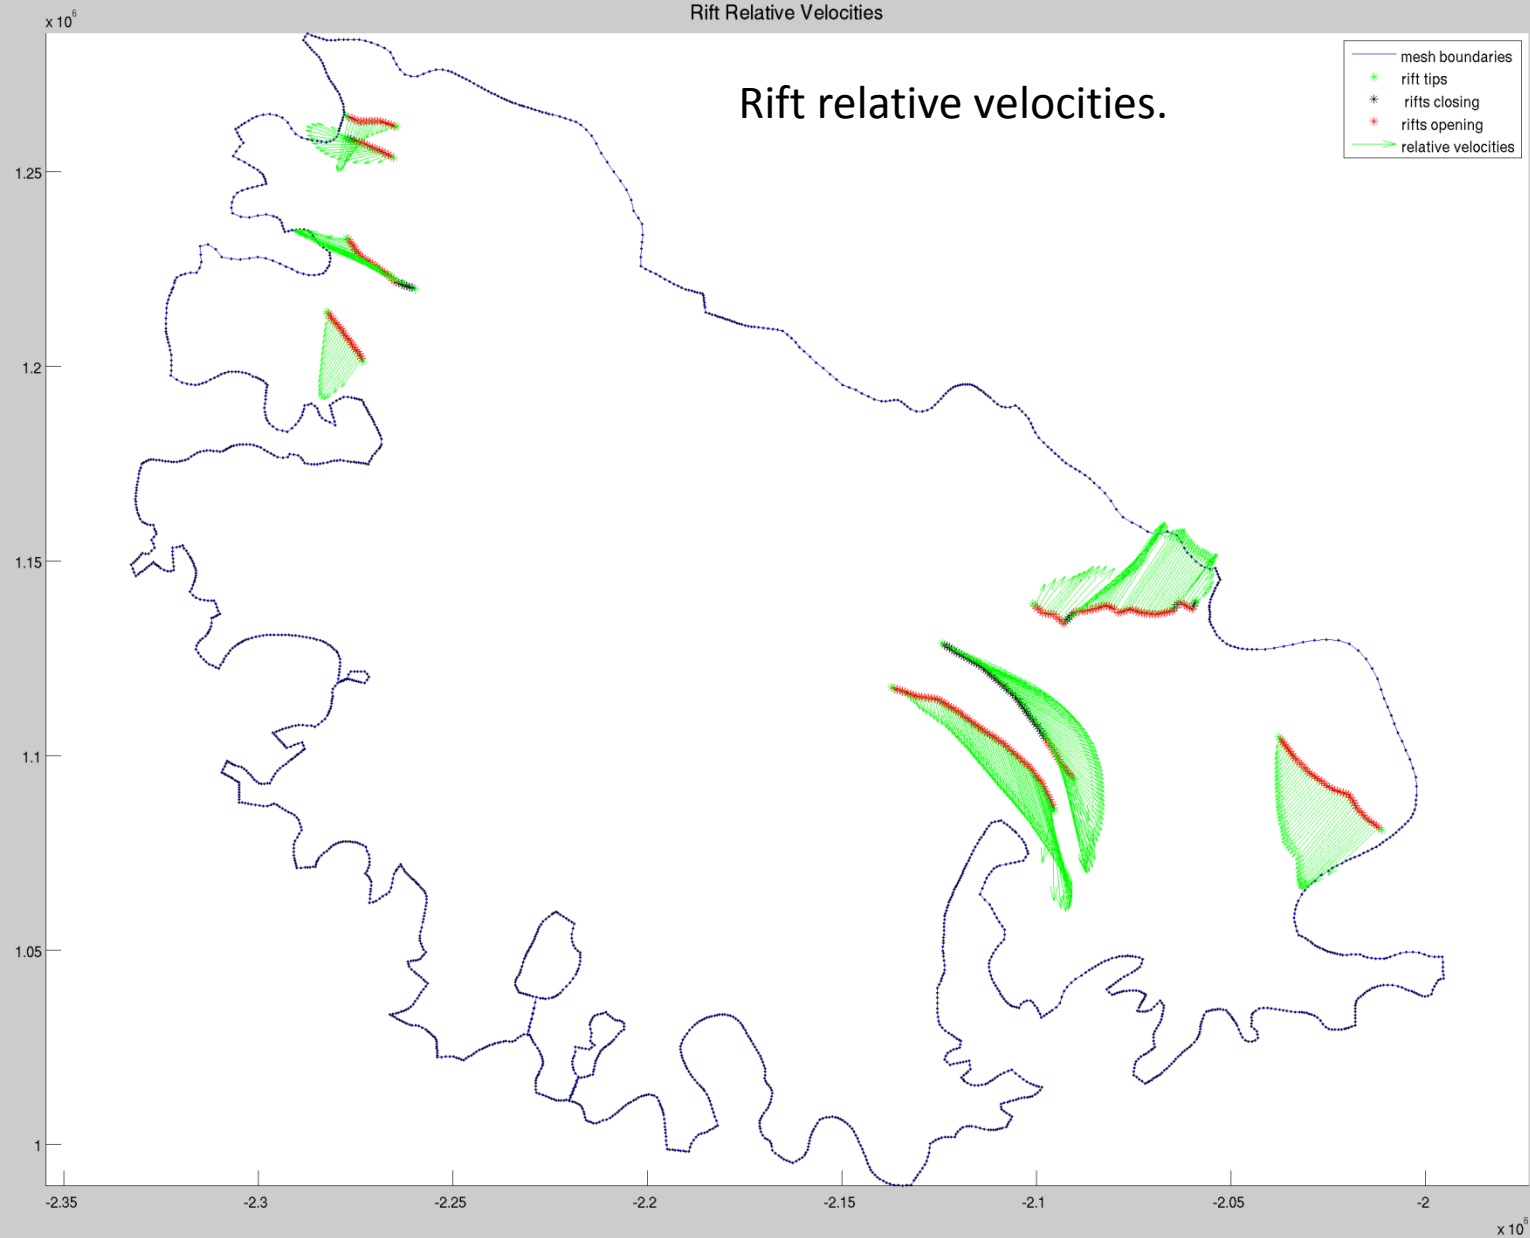 Rift Relative Velocities
x 10^6
Rift relative velocities.
mesh boundaries
rift tips
rifts closing
rifts opening
relative velocities
1.25
1.2
1.15
1.1
1.05
1
-2.35
-2.3
-2.25
-2.2
-2.15
-2.1
-2.05
-2
x 10^6